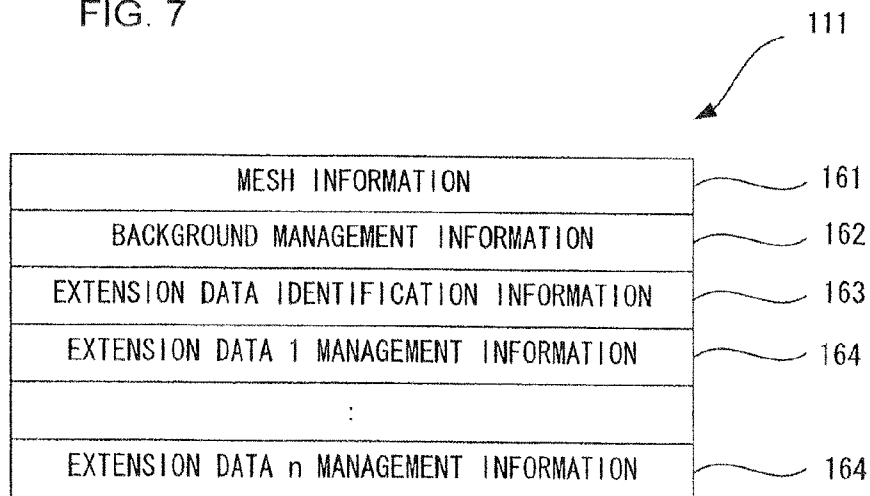 FIG. 7
111
MESH INFORMATION 161
BACKGROUND MANAGEMENT INFORMATION 162
EXTENSION DATA IDENTIFICATION INFORMATION 163
EXTENSION DATA 1 MANAGEMENT INFORMATION 164
:
EXTENSION DATA n MANAGEMENT INFORMATION 164